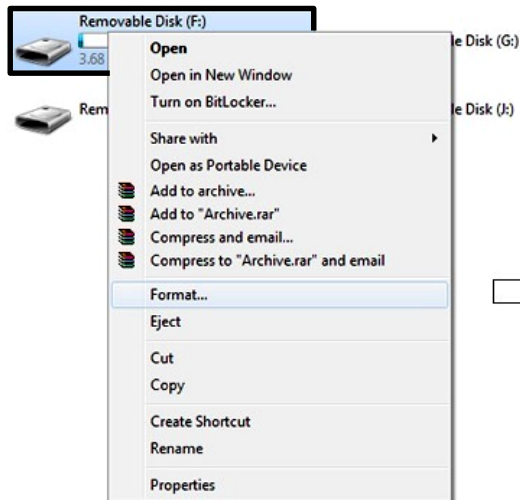 Removable Disk (F:)
3.68
le Disk (G:)
Rem
le Disk (J:)
Open
Open in New Window
Turn on BitLocker...
Share with
Open as Portable Device
Add to archive...
Add to "Archive.rar"
Compress and email...
Compress to "Archive.rar" and email
Format...
Eject
Cut
Copy
Create Shortcut
Rename
Properties